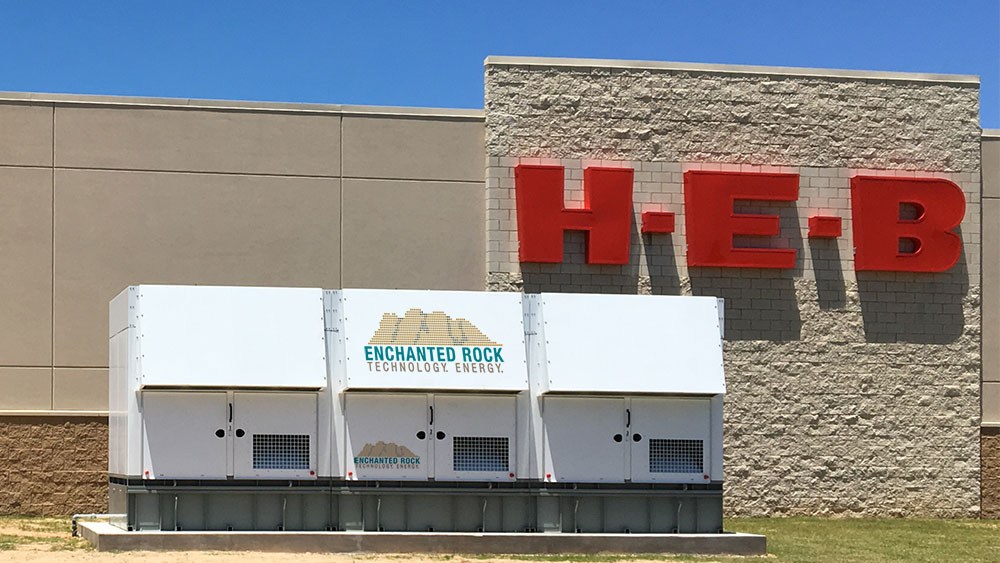 H-E-B
ENCHANTED ROCK
TECHNOLOGY. ENERGY.
ENCHANTED ROCK
TECHNOLOGY. ENERGY.